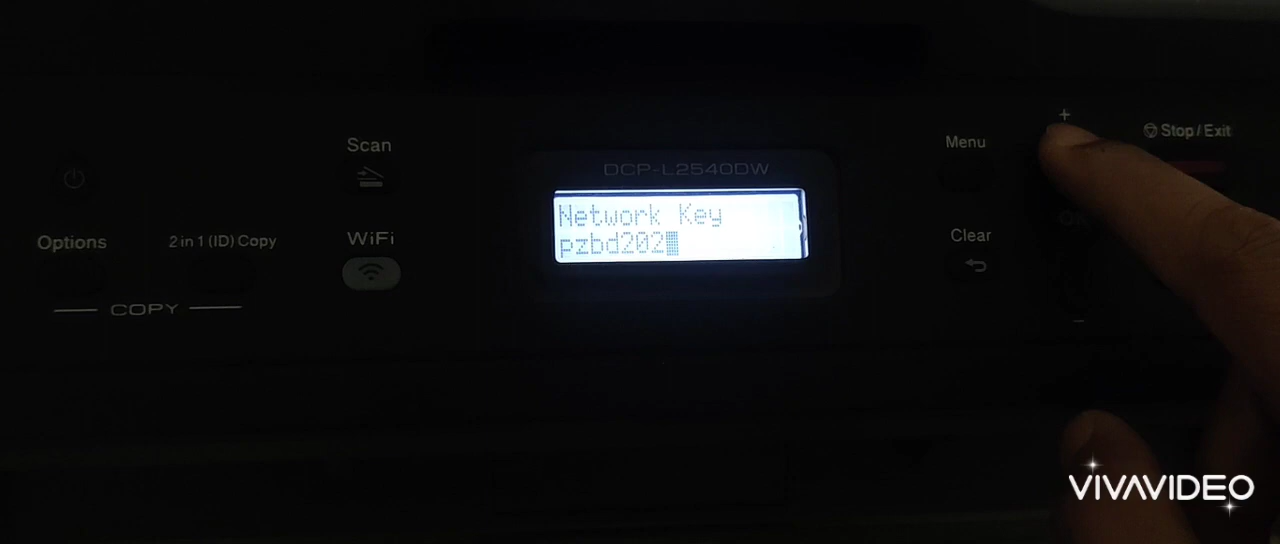 Scan
+
Stop / Exit
Menu
DCP-L2540DW
Network Key
pzbd202
Options
2 in 1 (ID) Copy
WiFi
Clear
COPY
VIVAVIDEO